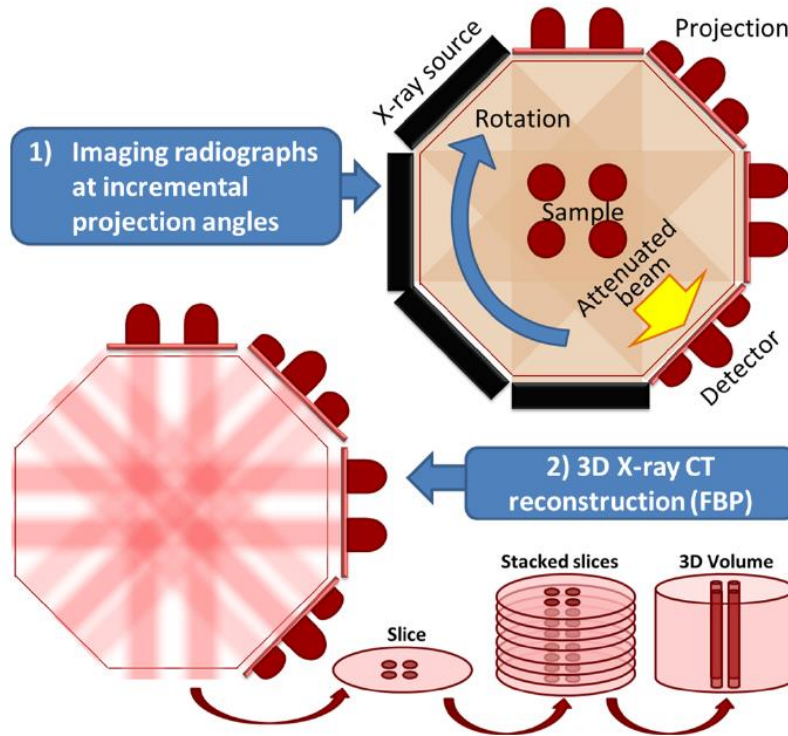 Projection
X-ray source
Rotation
1) Imaging radiographs
at incremental
projection angles
Sample
Attenuated
beam
Detector
2) 3D X-ray CT
reconstruction (FBP)
Stacked slices
3D Volume
Slice